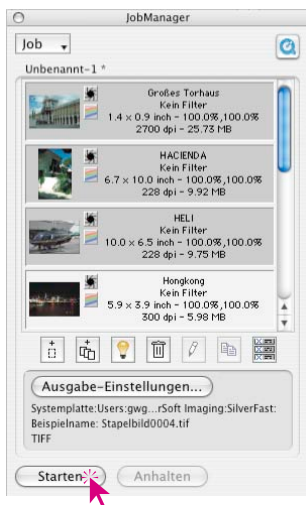 JobManager
Job
Unbenannt-1 *
Großes Torhaus
Kein Filter
1.4 × 0.9 inch - 100.0%,100.0%
2700 dpi - 25.73 MB
HACIENDA
Kein Filter
6.7 × 10.0 inch - 100.0%,100.0%
228 dpi - 9.92 MB
HELI
Kein Filter
10.0 × 6.5 inch - 100.0%,100.0%
228 dpi - 9.75 MB
Hongkong
Kein Filter
5.9 × 3.9 inch - 100.0%,100.0%
300 dpi - 5.98 MB
Ausgabe-Einstellungen...
Systemplatte:Users:gwg...rSoft Imaging:SilverFast:
Beispielname: Stapelbild0004.tif
TIFF
Starten
Anhalten